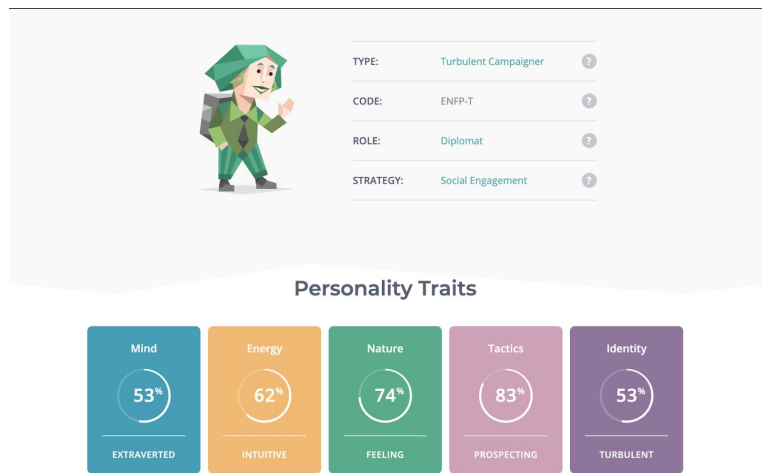 TYPE: Turbulent Campaigner ?
CODE: ENFP-T ?
ROLE: Diplomat ?
STRATEGY: Social Engagement ?
Personality Traits
Mind
53%
EXTRAVERTED
Energy
62%
INTUITIVE
Nature
74%
FEELING
Tactics
83%
PROSPECTING
Identity
53%
TURBULENT